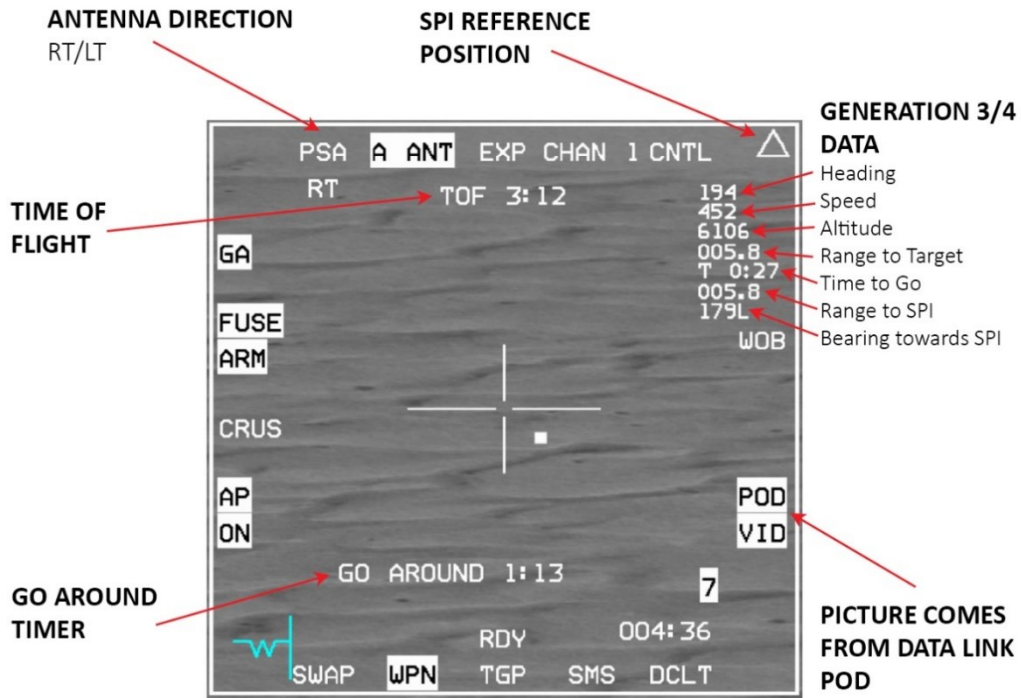 ANTENNA DIRECTION
RT/LT
SPI REFERENCE
POSITION
GENERATION 3/4
DATA
Heading
Speed
Altitude
Range to Target
Time to Go
Range to SPI
Bearing towards SPI
TIME OF
FLIGHT
GO AROUND
TIMER
PICTURE COMES
FROM DATA LINK
POD
PSA A ANT EXP CHAN 1 CNTL
RT
TOF 3:12
194
452
6106
005.8
T 0:27
005.8
179L
WOB
GA
FUSE
ARM
CRUS
AP
ON
POD
VID
GO AROUND 1:13
7
RDY
004:36
SWAP WPN TGP SMS DCLT